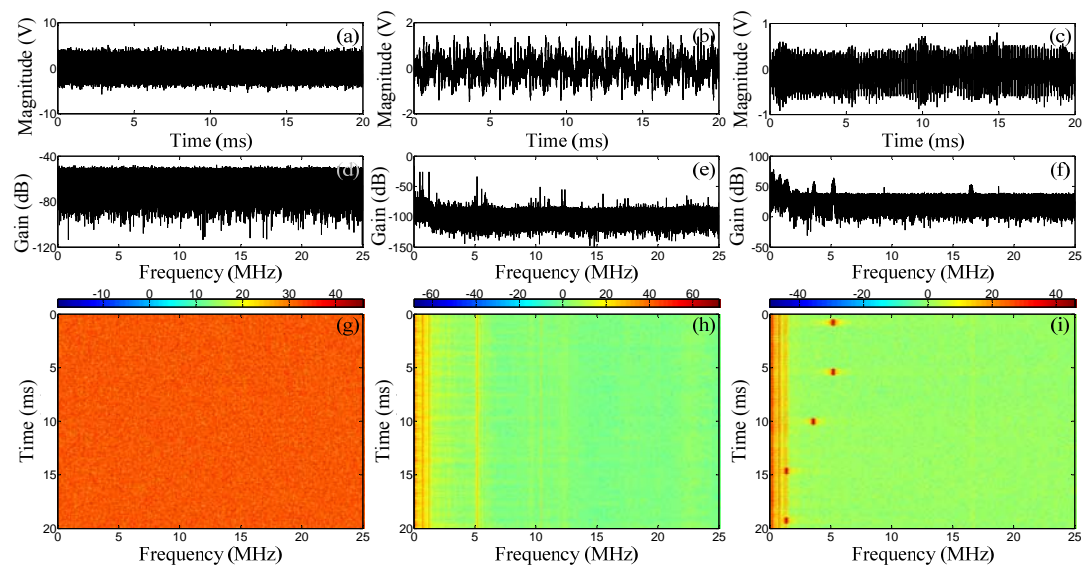 10
0
-10
Magnitude (V)
(a)
0 5 10 15 20
Time (ms)
2
0
-2
Magnitude (V)
(b)
0 5 10 15 20
Time (ms)
1
0
-1
Magnitude (V)
(c)
0 5 10 15 20
Time (ms)
-40
-80
-120
Gain (dB)
(d)
0 5 10 15 20 25
Frequency (MHz)
0
-50
-100
-150
Gain (dB)
(e)
0 5 10 15 20 25
Frequency (MHz)
100
50
0
-50
Gain (dB)
(f)
0 5 10 15 20 25
Frequency (MHz)
-10 0 10 20 30 40
0
5
10
15
20
Time (ms)
(g)
0 5 10 15 20 25
Frequency (MHz)
-60 -40 -20 0 20 40 60
0
5
10
15
20
Time (ms)
(h)
0 5 10 15 20 25
Frequency (MHz)
-40 -20 0 20 40
0
5
10
15
20
Time (ms)
(i)
0 5 10 15 20 25
Frequency (MHz)